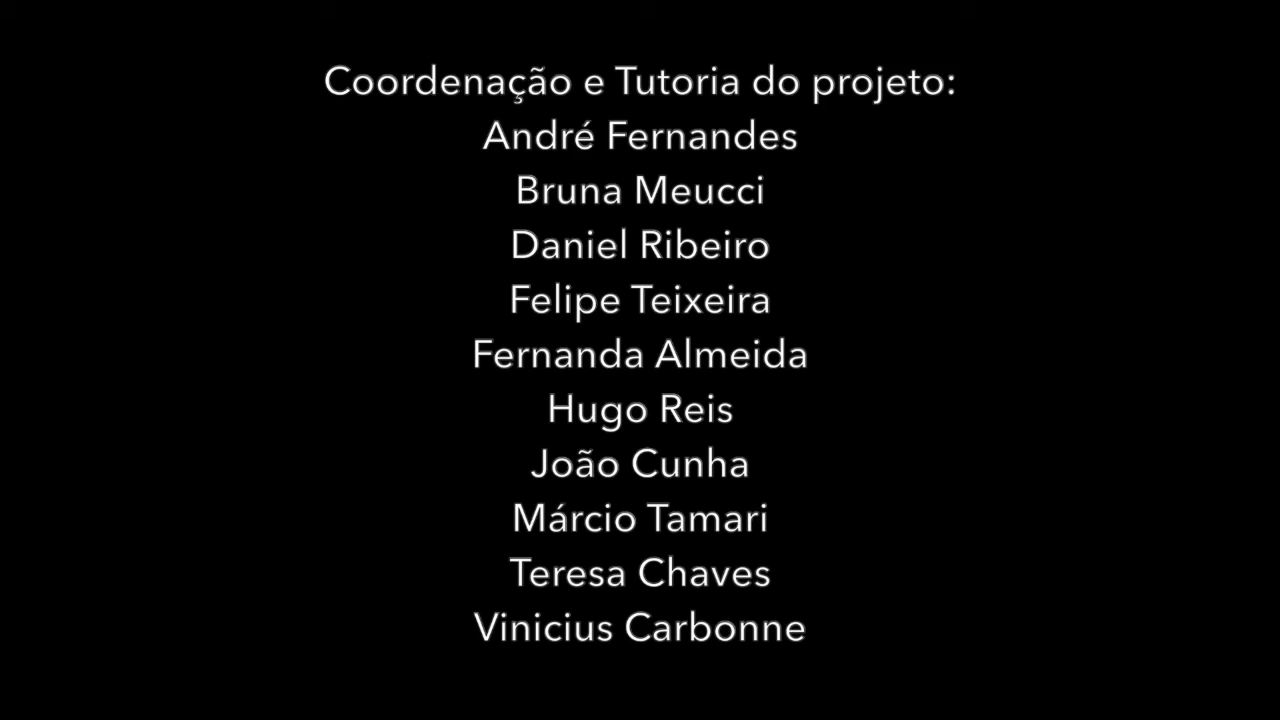 Coordenação e Tutoria do projeto:
André Fernandes
Bruna Meucci
Daniel Ribeiro
Felipe Teixeira
Fernanda Almeida
Hugo Reis
João Cunha
Márcio Tamari
Teresa Chaves
Vinicius Carbonne